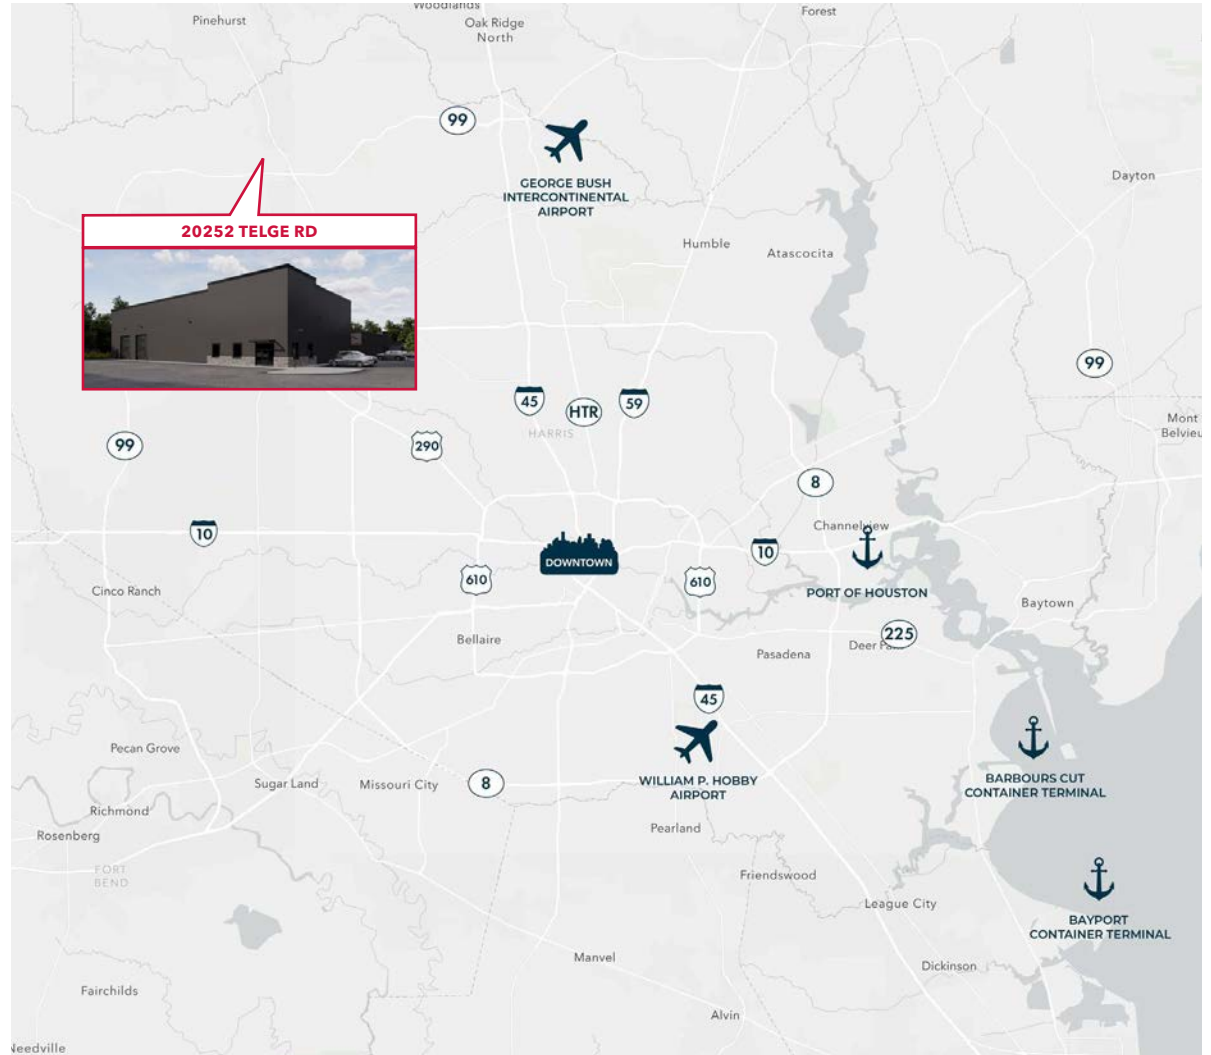 Woodlands
Pinehurst
Oak Ridge
North
Forest
99
GEORGE BUSH
INTERCONTINENTAL
AIRPORT
Dayton
20252 TELGE RD
Humble
Atascocita
99
45
HTR
59
HARRIS
Mont
Belvieu
99
290
8
10
Channelview
DOWNTOWN
10
610
610
Cinco Ranch
PORT OF HOUSTON
Baytown
Bellaire
225
Pasadena
Deer Pa
45
Pecan Grove
WILLIAM P. HOBBY
AIRPORT
BARBOURS CUT
CONTAINER TERMINAL
Sugar Land
Missouri City
8
Richmond
Rosenberg
Pearland
FORT
BEND
Friendswood
League City
BAYPORT
CONTAINER TERMINAL
Manvel
Dickinson
Fairchilds
Alvin
Needville